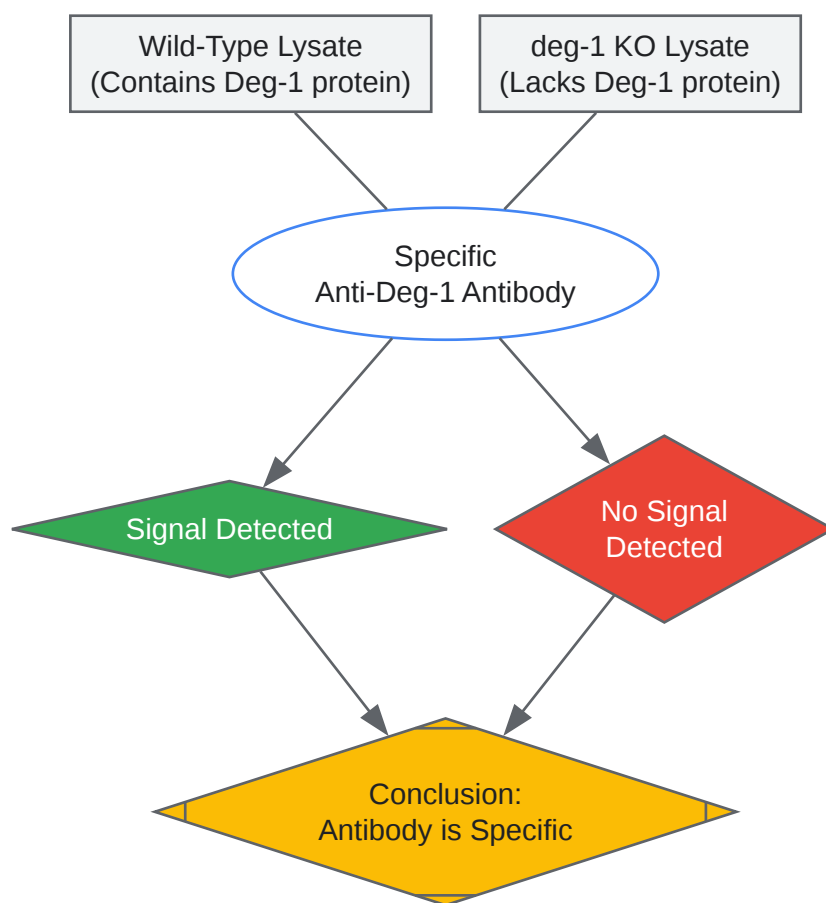 Wild-Type Lysate
(Contains Deg-1 protein)
deg-1 KO Lysate
(Lacks Deg-1 protein)
Specific
Anti-Deg-1 Antibody
Signal Detected
No Signal
Detected
Conclusion:
Antibody is Specific